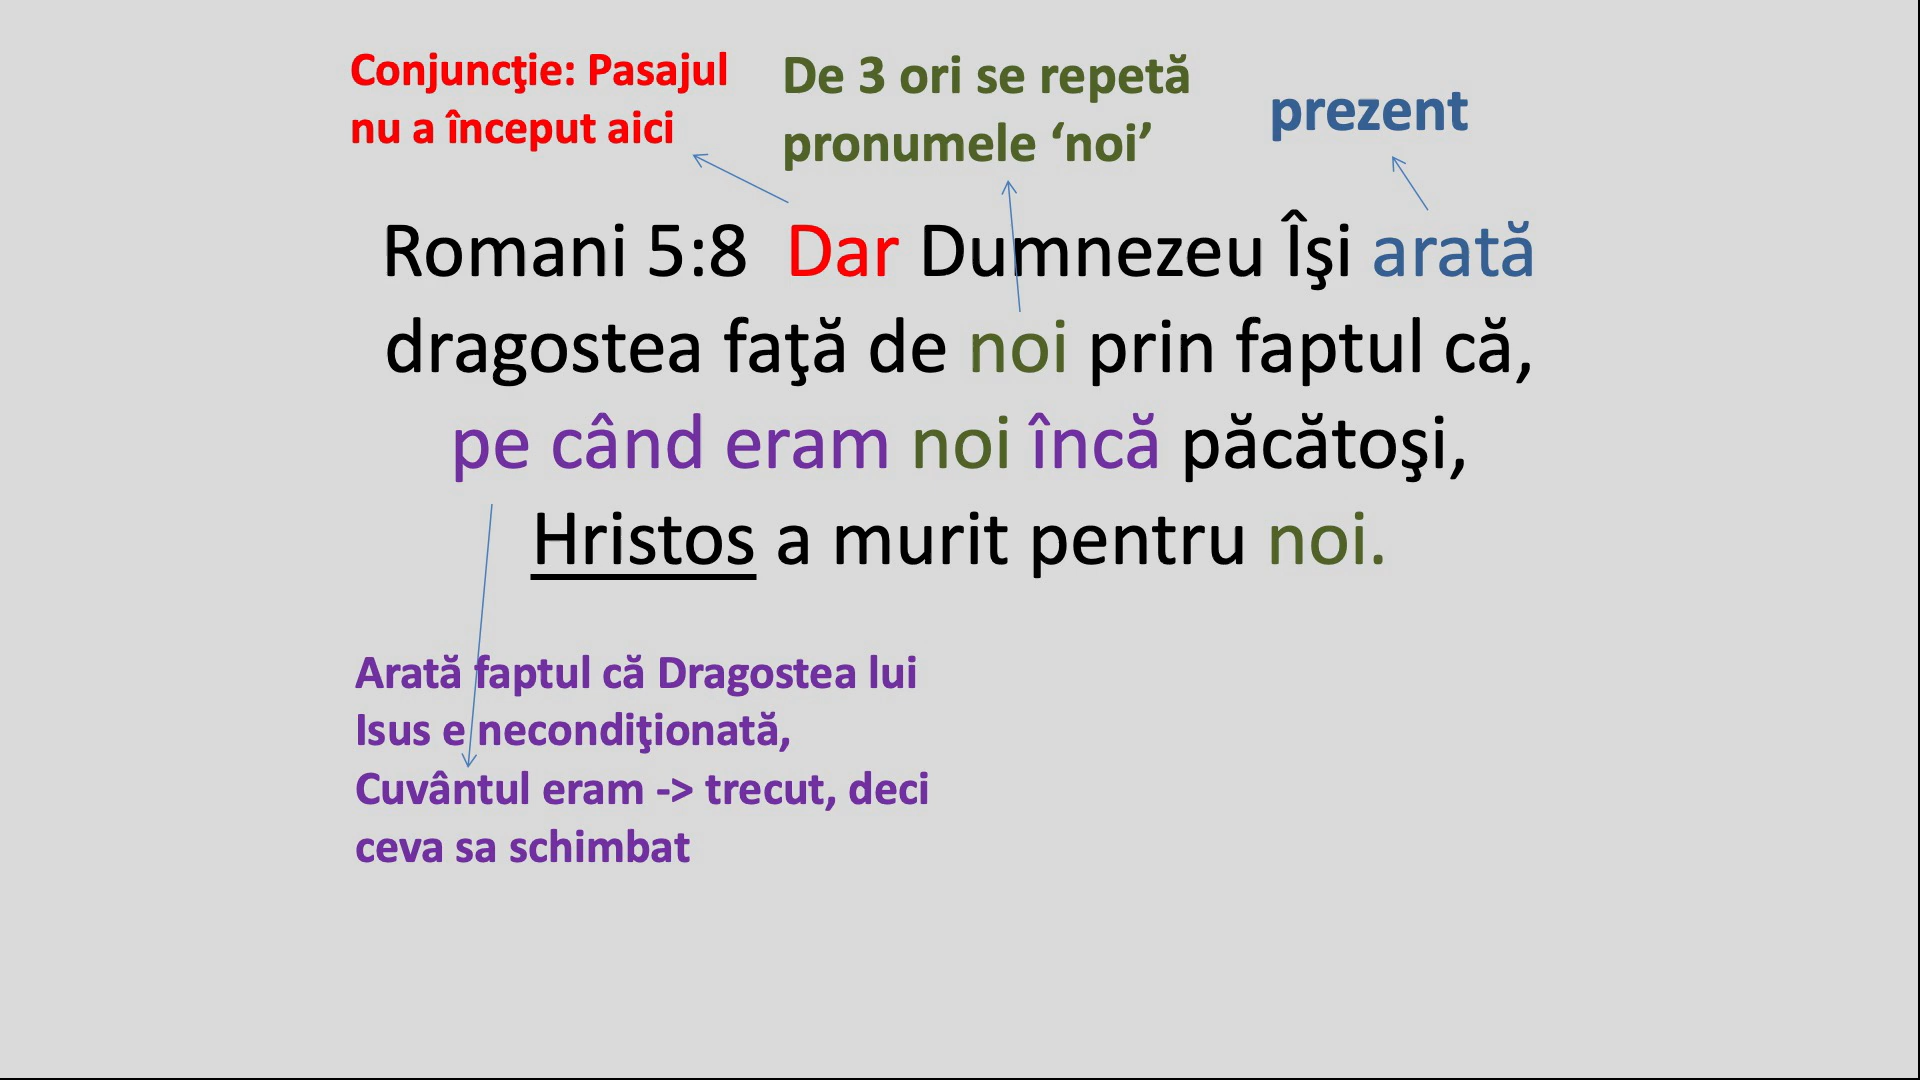 Conjuncţie: Pasajul
nu a început aici
De 3 ori se repetă
pronumele ‘noi’
prezent
Romani 5:8  Dar Dumnezeu Îşi arată
dragostea faţă de noi prin faptul că,
pe când eram noi încă păcătoşi,
Hristos a murit pentru noi.
Arată faptul că Dragostea lui
Isus e necondiţionată,
Cuvântul eram -> trecut, deci
ceva sa schimbat